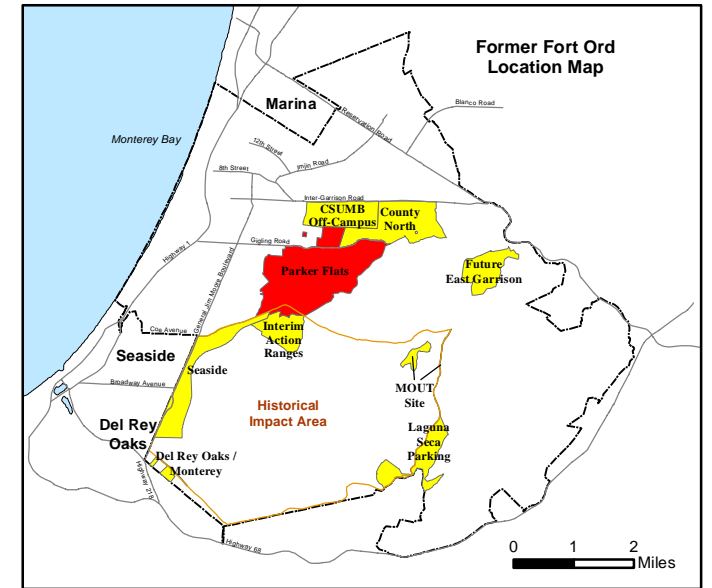 Former Fort Ord
Location Map
Marina
Blanco Road
Reservation Road
Monterey Bay
12th Street
Imjin Road
8th Street
Inter-Garrison Road
CSUMB
Off-Campus
County
North
Gigling Road
Highway 1
General Jim Moore Boulevard
Parker Flats
Future
East Garrison
Coe Avenue
Interim
Action
Ranges
Seaside
Seaside
Broadway Avenue
MOUT
Site
Historical
Impact Area
Del Rey
Oaks
Laguna
Seca
Parking
Del Rey Oaks /
Monterey
Highway 218
Highway 68
0 1 2
Miles